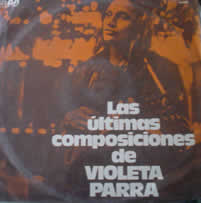 Las
últimas
composiciones
de
VIOLETA
PARRA